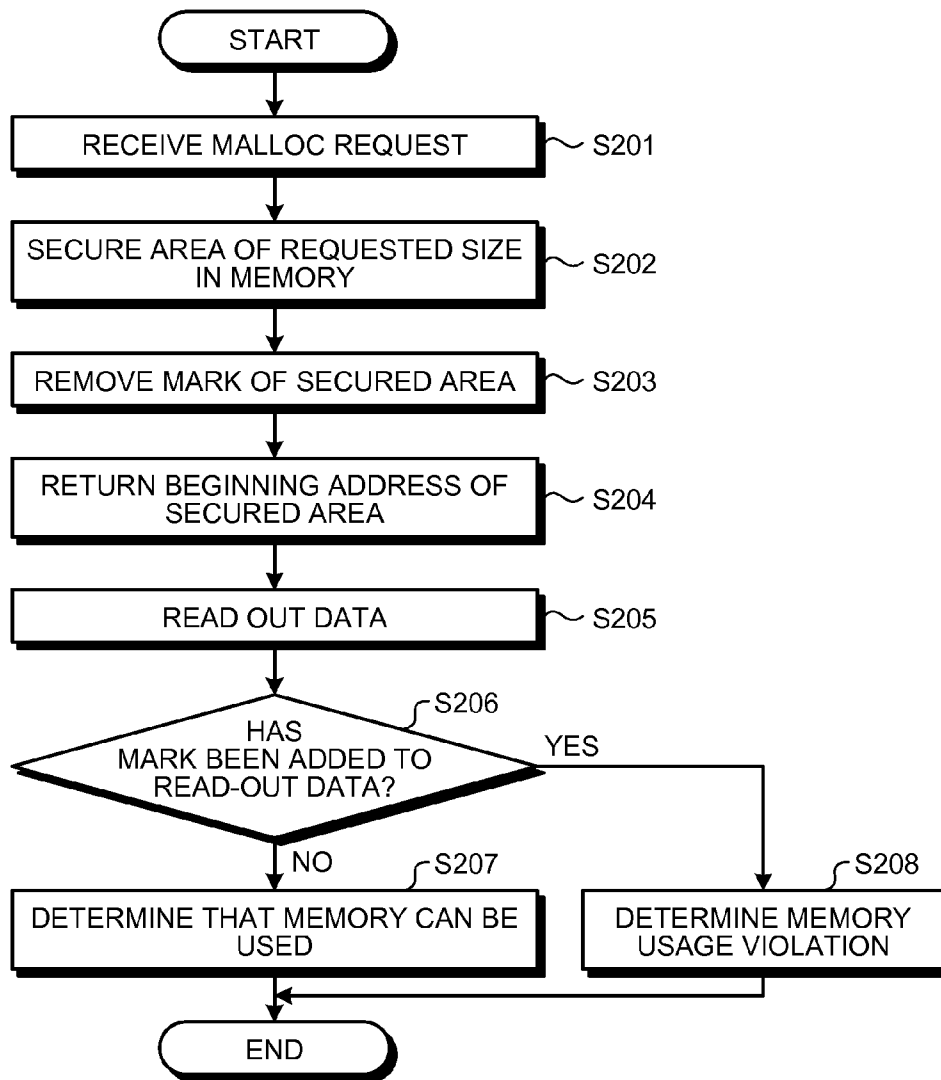 START
RECEIVE MALLOC REQUEST
S201
SECURE AREA OF REQUESTED SIZE
IN MEMORY
S202
REMOVE MARK OF SECURED AREA
S203
RETURN BEGINNING ADDRESS OF
SECURED AREA
S204
READ OUT DATA
S205
S206
HAS
MARK BEEN ADDED TO
READ-OUT DATA?
YES
NO
S207
DETERMINE THAT MEMORY CAN BE
USED
S208
DETERMINE MEMORY
USAGE VIOLATION
END